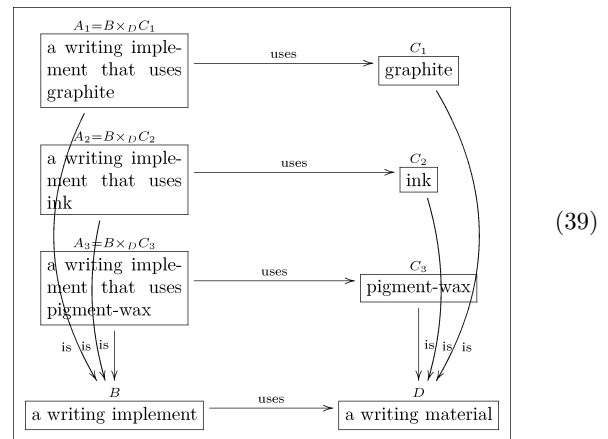 A₁=B×_D C₁
a writing imple-
ment that uses
graphite
uses
C₁
graphite
A₂=B×_D C₂
a writing imple-
ment that uses
ink
uses
C₂
ink
(39)
A₃=B×_D C₃
a writing imple-
ment that uses
pigment-wax
uses
C₃
pigment-wax
is is is
is is is
B
a writing implement
uses
D
a writing material